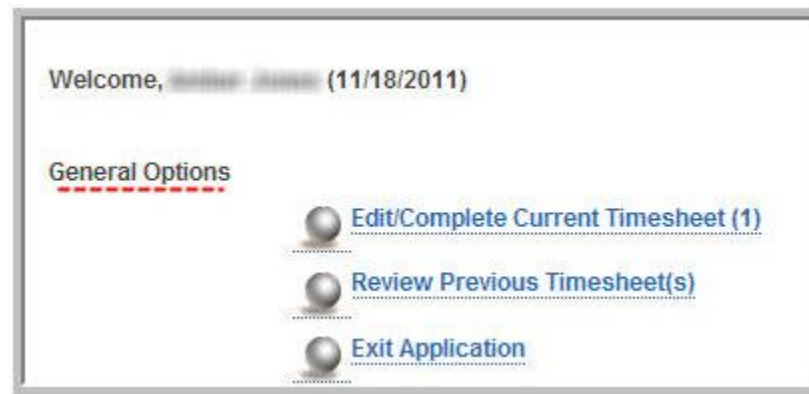 Welcome, (11/18/2011)
General Options
Edit/Complete Current Timesheet (1)
Review Previous Timesheet(s)
Exit Application